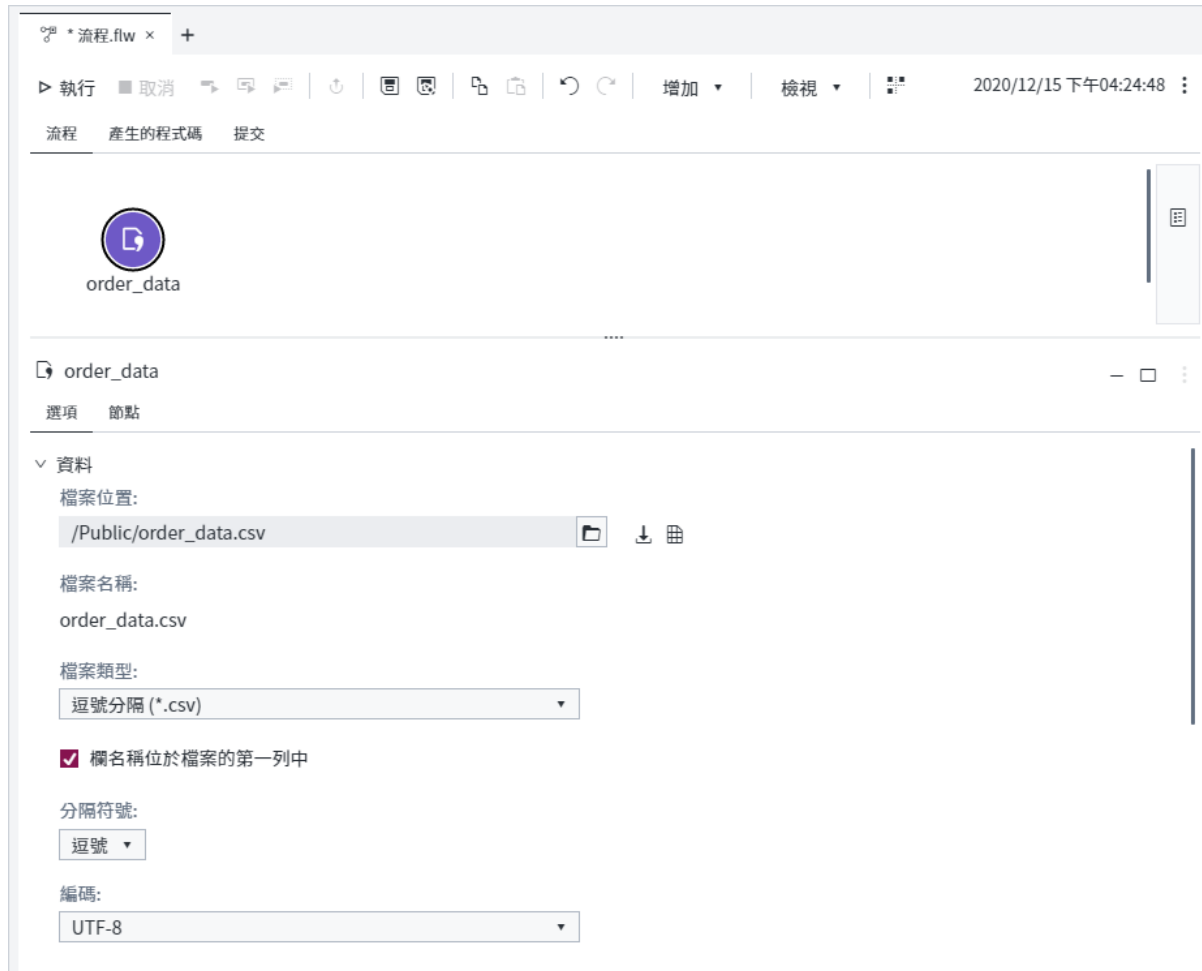 * 流程.flw × +
執行 取消 增加 檢視 2020/12/15 下午04:24:48
流程 產生的程式碼 提交
order_data
order_data
選項 節點
資料
檔案位置:
/Public/order_data.csv
檔案名稱:
order_data.csv
檔案類型:
逗號分隔 (*.csv)
欄名稱位於檔案的第一列中
分隔符號:
逗號
編碼:
UTF-8